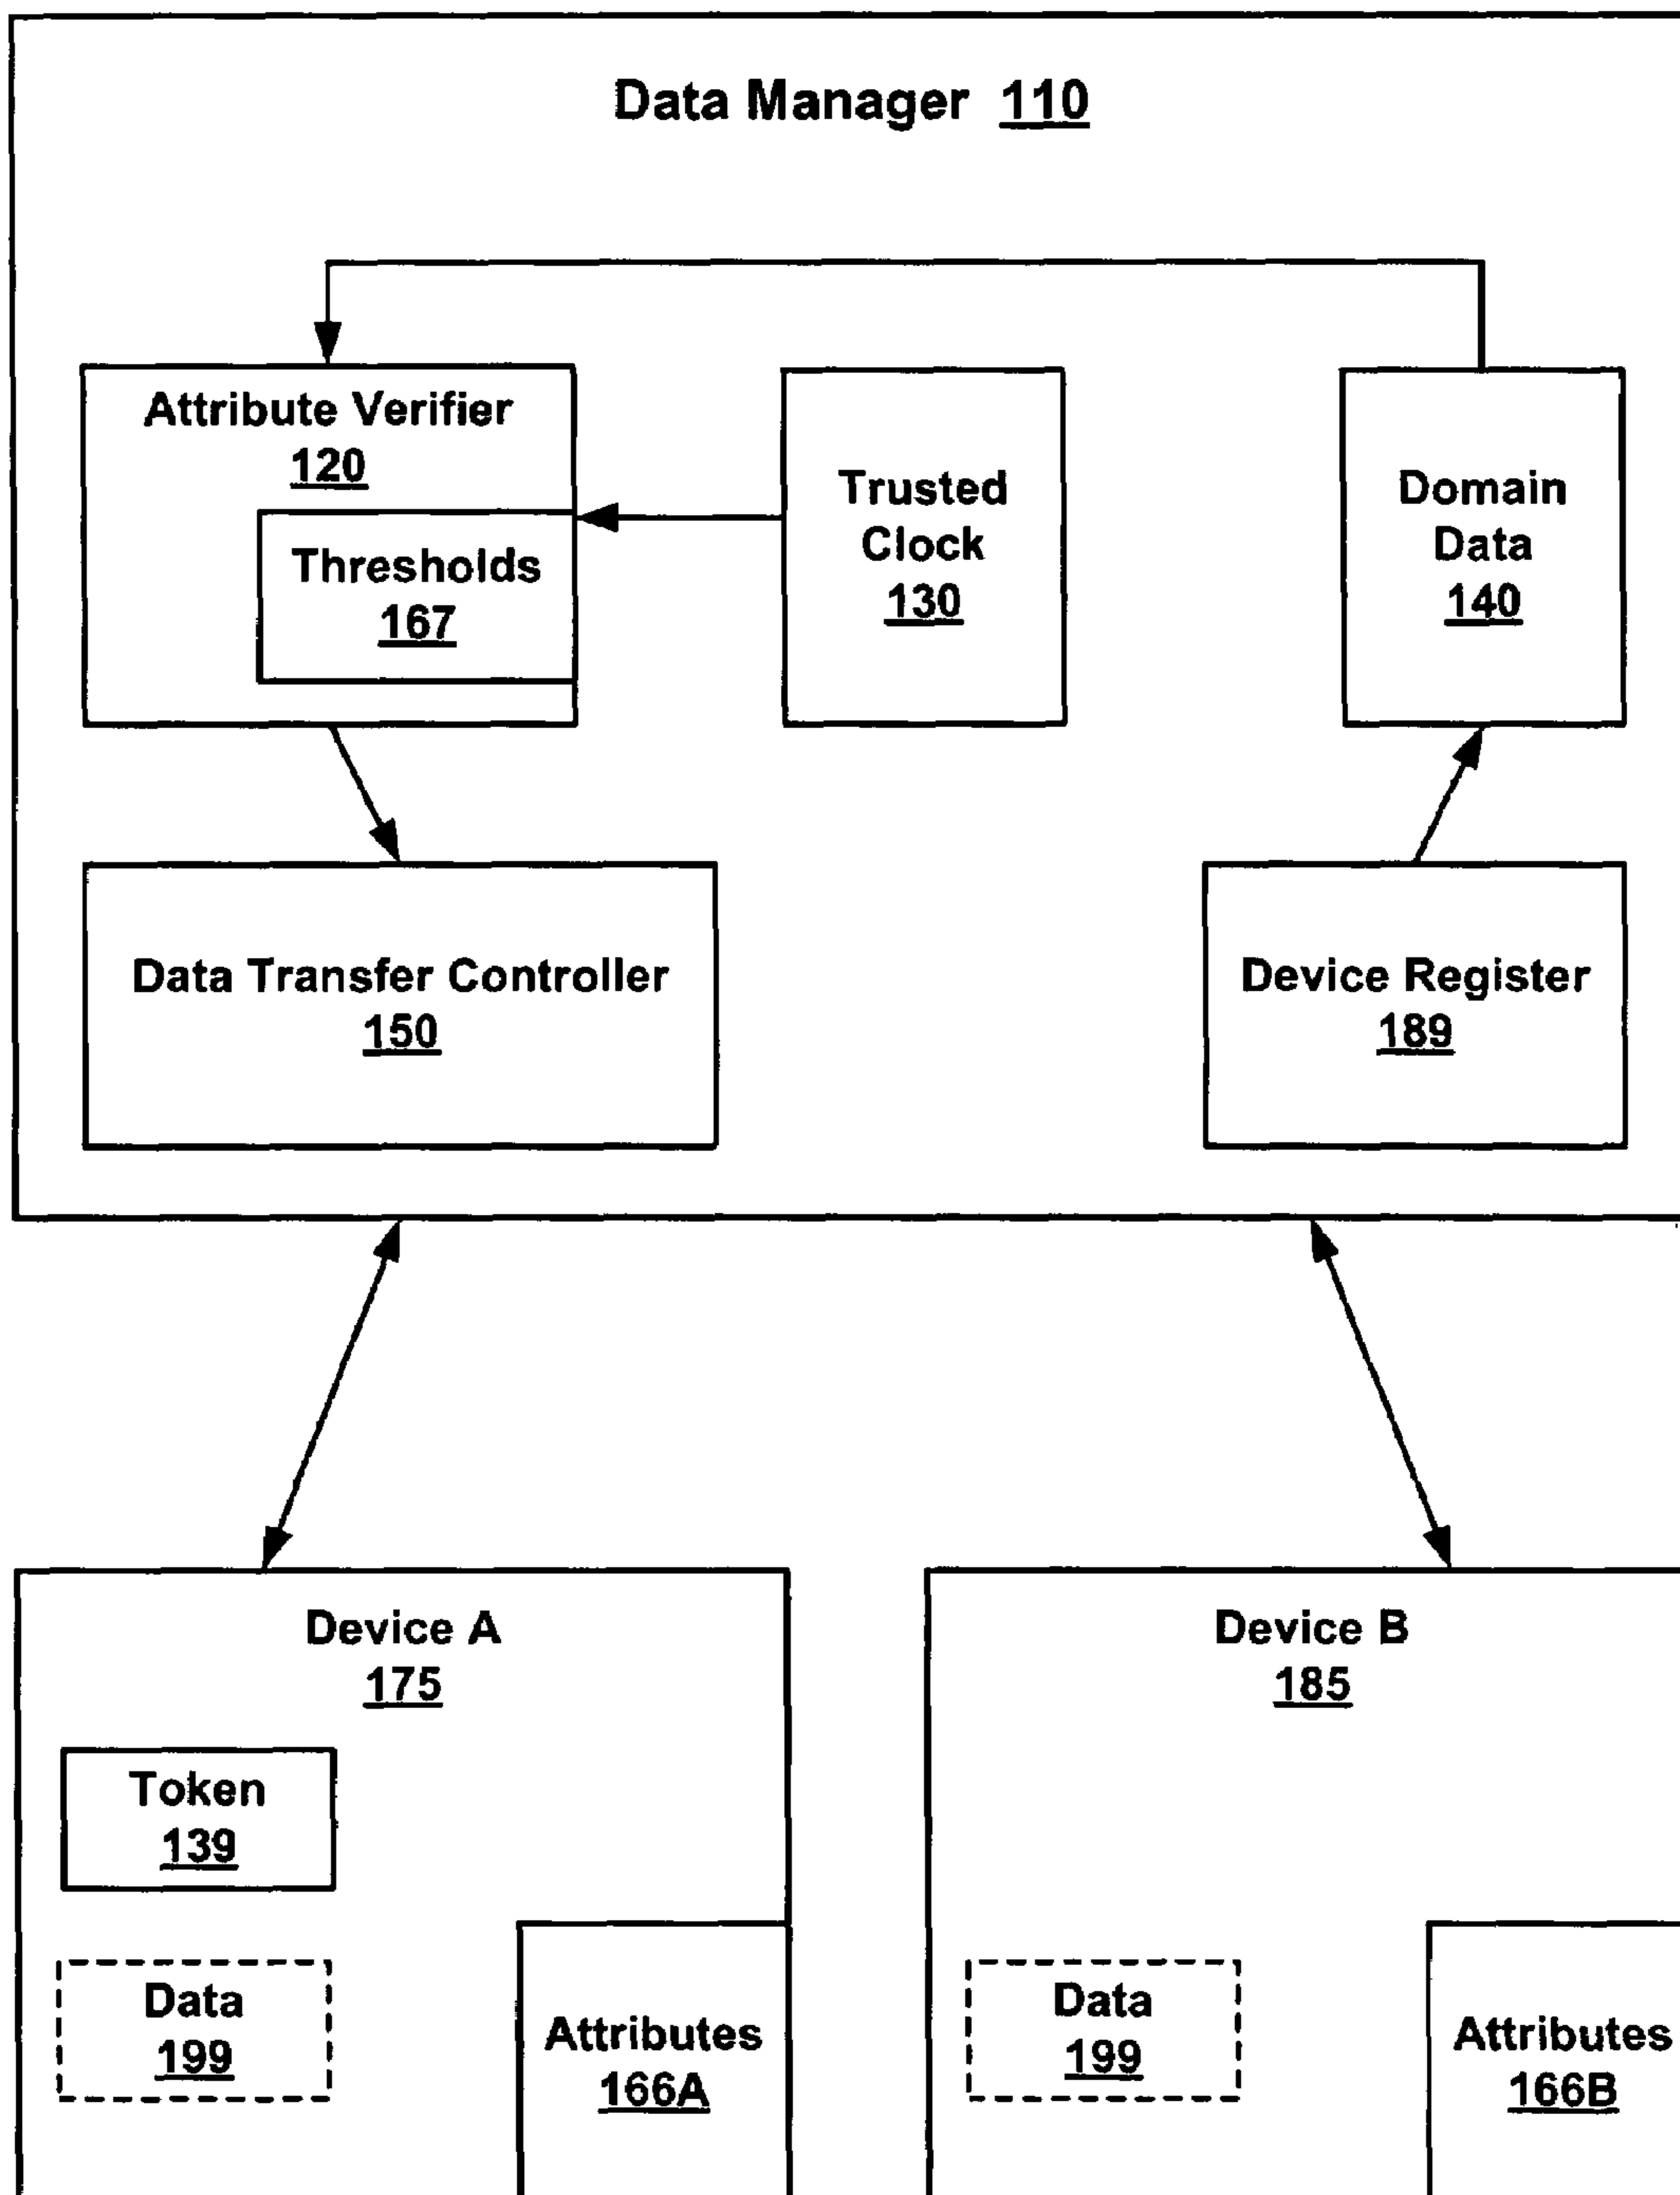 Data Manager 110
Attribute Verifier
120
Thresholds
167
Trusted
Clock
130
Domain
Data
140
Data Transfer Controller
150
Device Register
189
Device A
175
Token
139
Data
199
Attributes
166A
Device B
185
Data
199
Attributes
166B